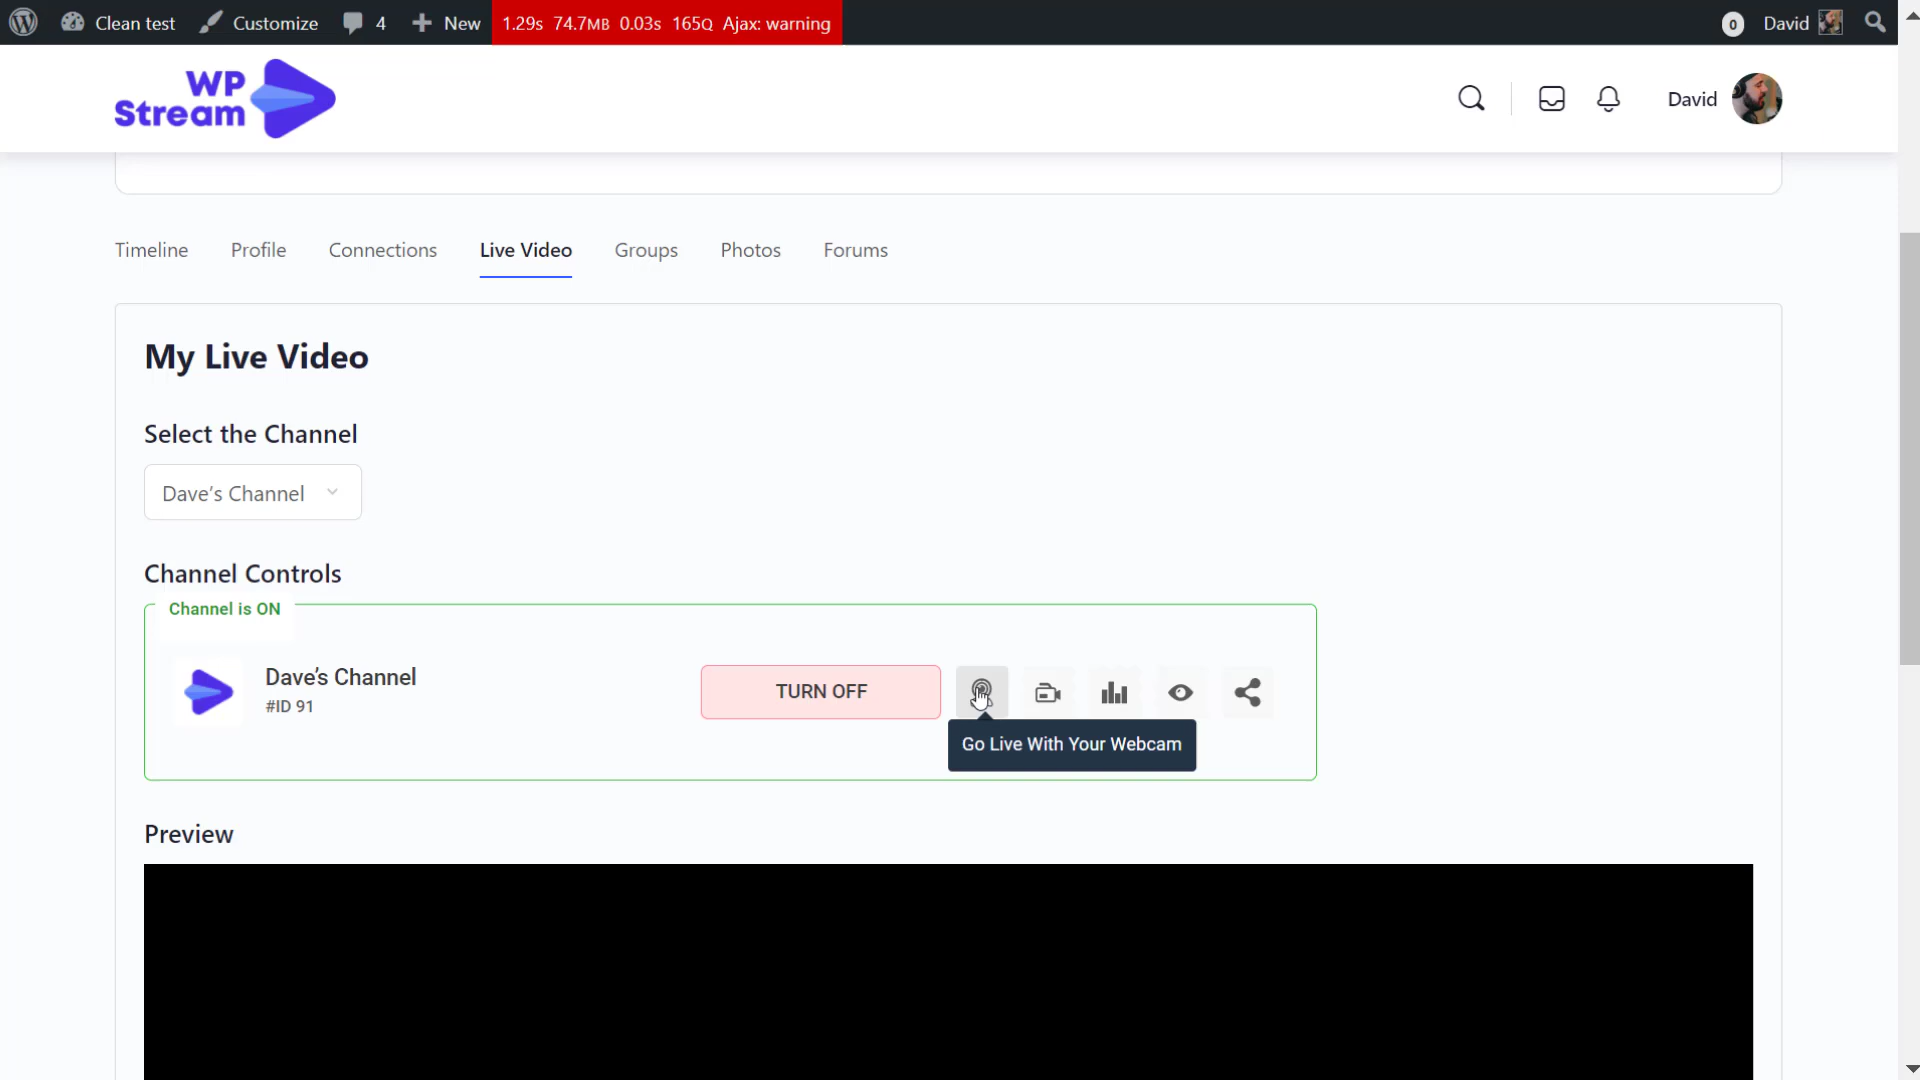 Clean test Customize 4 New 1.29s 74.7MB 0.03s 165Q Ajax: warning 0 David
WP
Stream
David
Timeline Profile Connections Live Video Groups Photos Forums
My Live Video
Select the Channel
Dave's Channel
Channel Controls
Channel is ON
Dave's Channel
#ID 91
TURN OFF
Go Live With Your Webcam
Preview